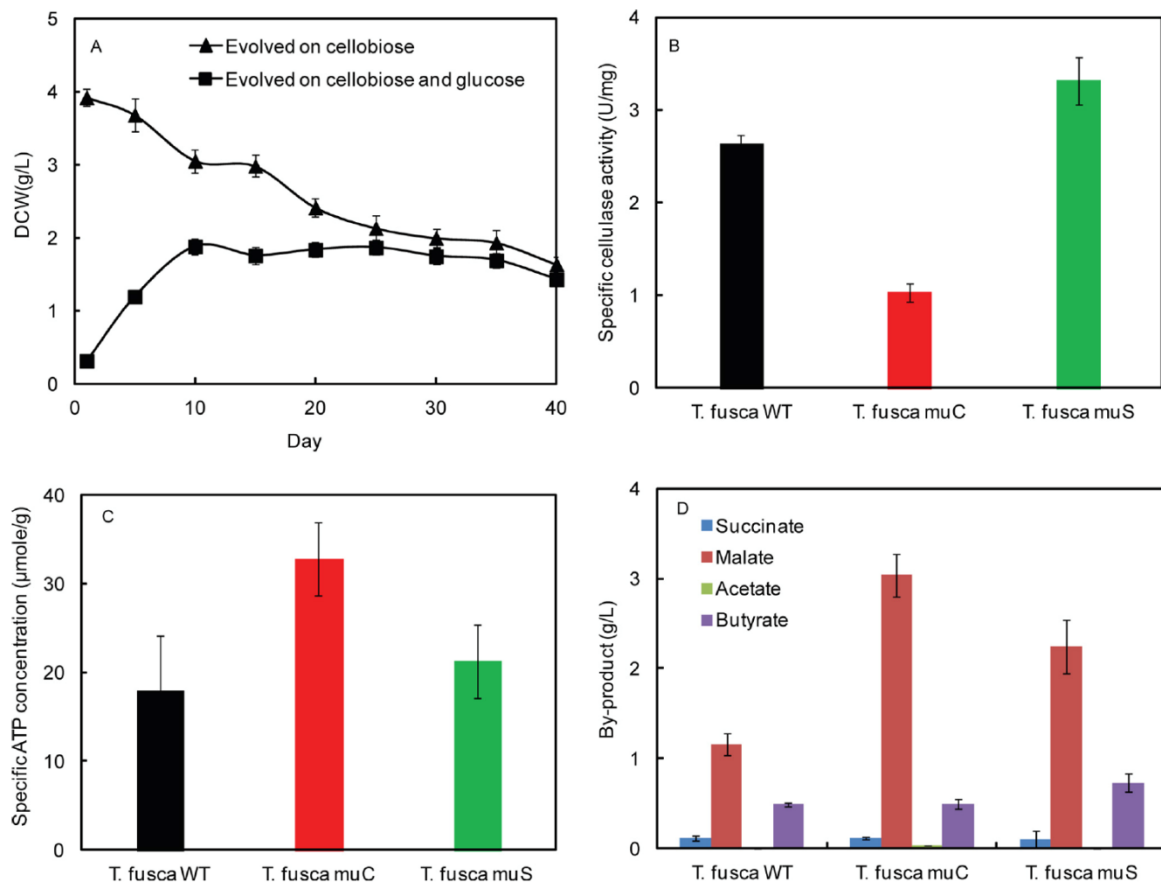 A
Evolved on cellobiose
Evolved on cellobiose and glucose
DCW(g/L)
5
4
3
2
1
0
0 10 20 30 40
Day
B
Specific cellulase activity (U/mg)
4
3
2
1
0
T. fusca WT T. fusca muC T. fusca muS
C
Specific ATP concentration (µmole/g)
40
30
20
10
0
T. fusca WT T. fusca muC T. fusca muS
D
Succinate
Malate
Acetate
Butyrate
By-product (g/L)
4
3
2
1
0
T. fusca WT T. fusca muC T. fusca muS